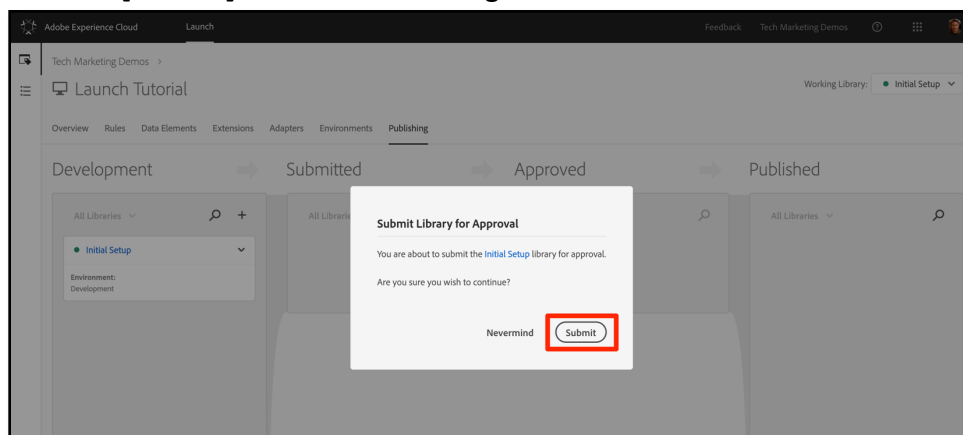 Adobe Experience Cloud Launch Feedback Tech Marketing Demos
Tech Marketing Demos >
Launch Tutorial
Working Library: Initial Setup
Overview Rules Data Elements Extensions Adapters Environments Publishing
Development Submitted Approved Published
All Libraries All Librarie All Libraries
Initial Setup
Environment:
Development
Submit Library for Approval
You are about to submit the Initial Setup library for approval.
Are you sure you wish to continue?
Nevermind Submit